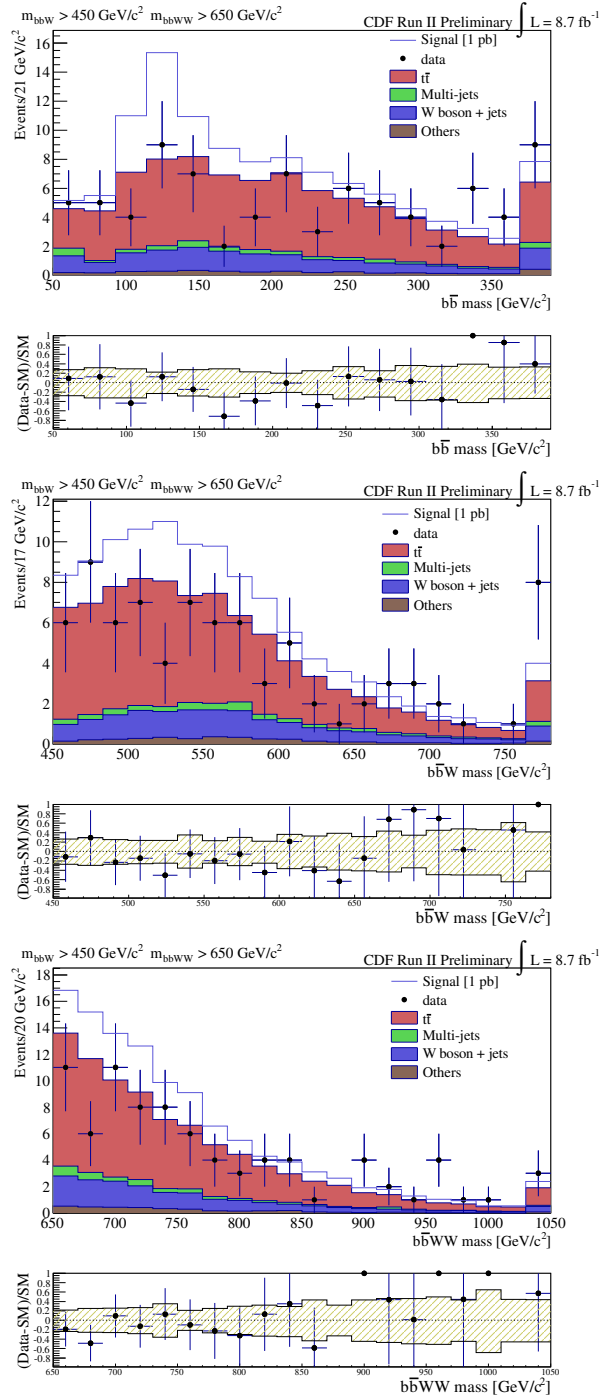 m_bbW > 450 GeV/c² m_bbWW > 650 GeV/c² CDF Run II Preliminary ∫ L = 8.7 fb⁻¹
Events/21 GeV/c²
16
14
12
10
8
6
4
2
0
Signal [1 pb]
data
tt̄
Multi-jets
W boson + jets
Others
50 100 150 200 250 300 350
bb̄ mass [GeV/c²]
(Data-SM)/SM
1
0.8
0.6
0.4
0.2
0
-0.2
-0.4
-0.6
-0.8
50 100 150 200 250 300 350
bb̄ mass [GeV/c²]
m_bbW > 450 GeV/c² m_bbWW > 650 GeV/c² CDF Run II Preliminary ∫ L = 8.7 fb⁻¹
Events/17 GeV/c²
12
10
8
6
4
2
0
Signal [1 pb]
data
tt̄
Multi-jets
W boson + jets
Others
450 500 550 600 650 700 750
bb̄W mass [GeV/c²]
(Data-SM)/SM
1
0.8
0.6
0.4
0.2
0
-0.2
-0.4
-0.6
-0.8
450 500 550 600 650 700 750
bb̄W mass [GeV/c²]
m_bbW > 450 GeV/c² m_bbWW > 650 GeV/c² CDF Run II Preliminary ∫ L = 8.7 fb⁻¹
Events/20 GeV/c²
18
16
14
12
10
8
6
4
2
0
Signal [1 pb]
data
tt̄
Multi-jets
W boson + jets
Others
650 700 750 800 850 900 950 1000 1050
bb̄WW mass [GeV/c²]
(Data-SM)/SM
1
0.8
0.6
0.4
0.2
0
-0.2
-0.4
-0.6
-0.8
650 700 750 800 850 900 950 1000 1050
bb̄WW mass [GeV/c²]